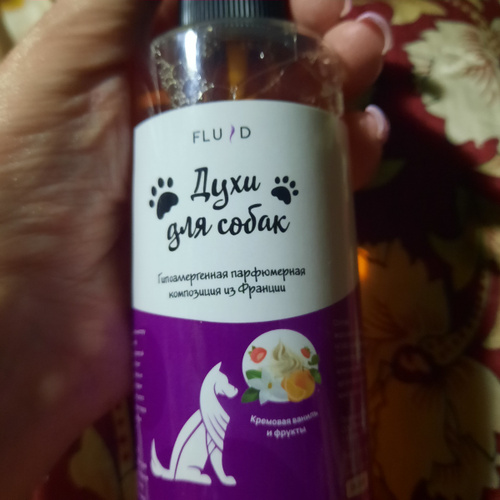 FLUID
Духи
для собак
Гипоаллергенная парфюмерная
композиция из Франции
Кремовая ваниль
и фрукты